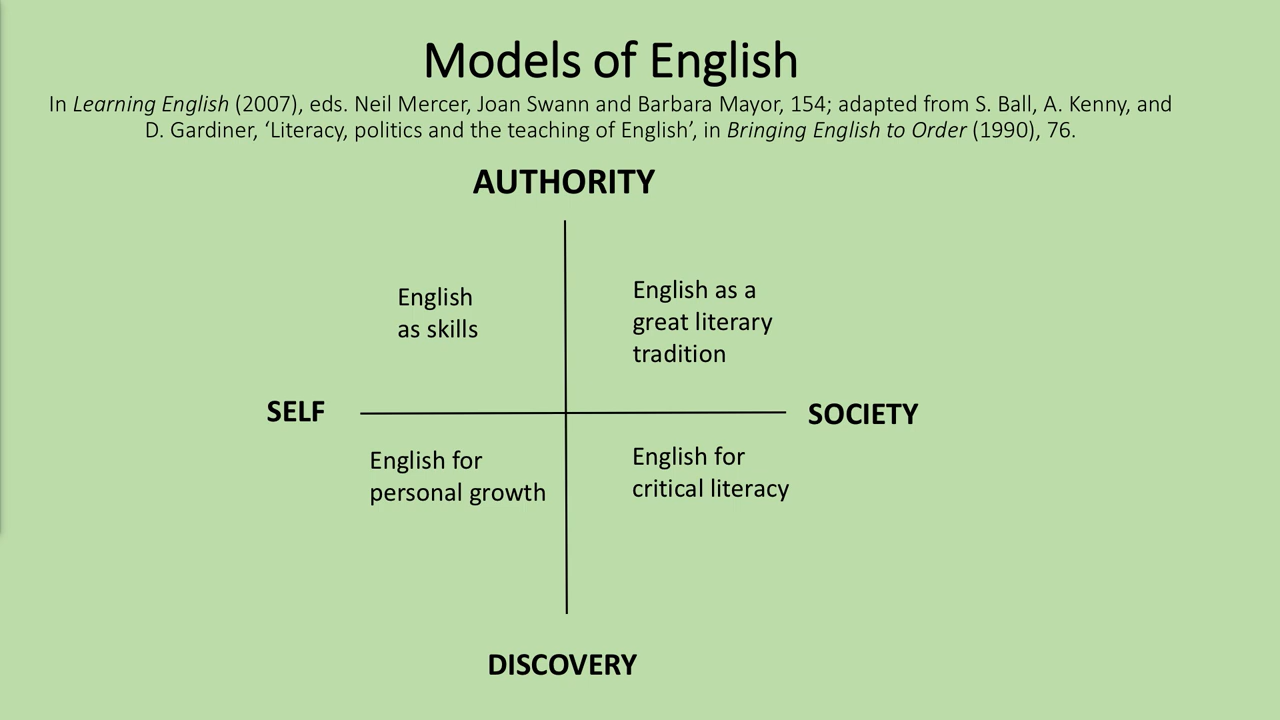 Models of English
In Learning English (2007), eds. Neil Mercer, Joan Swann and Barbara Mayor, 154; adapted from S. Ball, A. Kenny, and
D. Gardiner, ‘Literacy, politics and the teaching of English’, in Bringing English to Order (1990), 76.
AUTHORITY
English
as skills
English as a
great literary
tradition
SELF
SOCIETY
English for
personal growth
English for
critical literacy
DISCOVERY